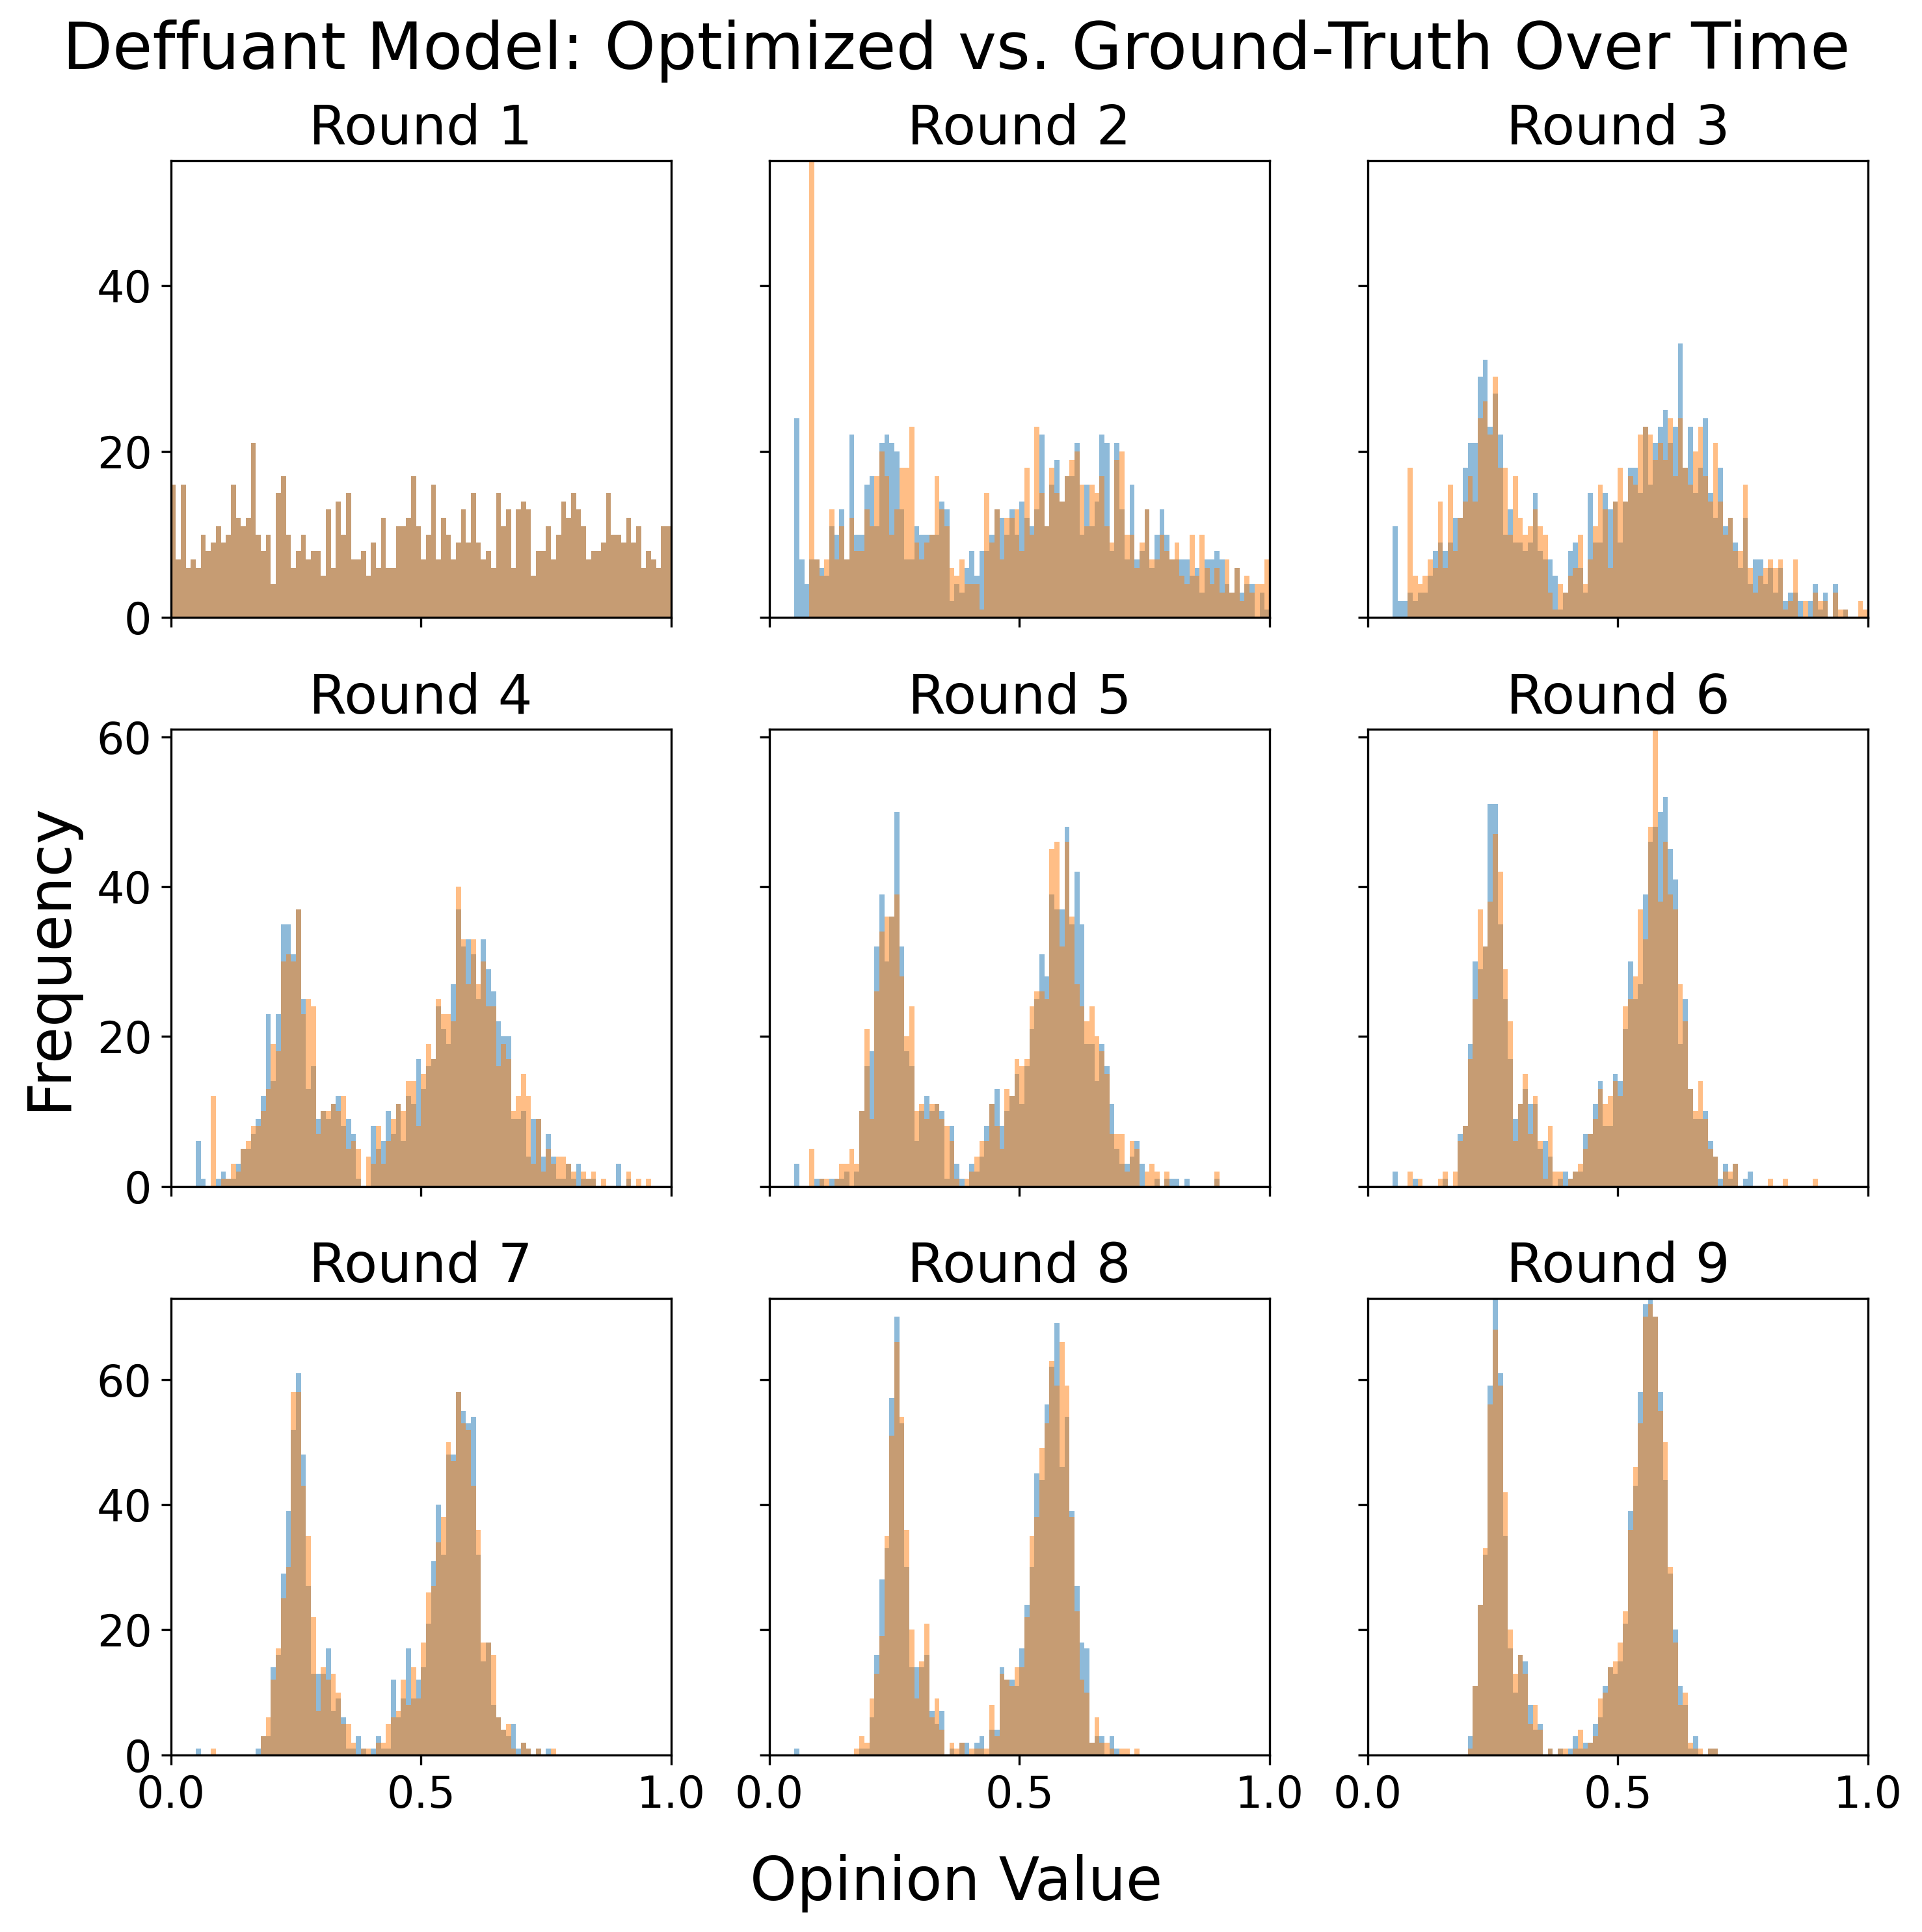 Deffuant Model: Optimized vs. Ground-Truth Over Time
Round 1
Round 2
Round 3
40
20
0
Round 4
Round 5
Round 6
60
40
20
0
Frequency
Round 7
Round 8
Round 9
60
40
20
0
0.0 0.5 1.0 0.0 0.5 1.0 0.0 0.5 1.0
Opinion Value